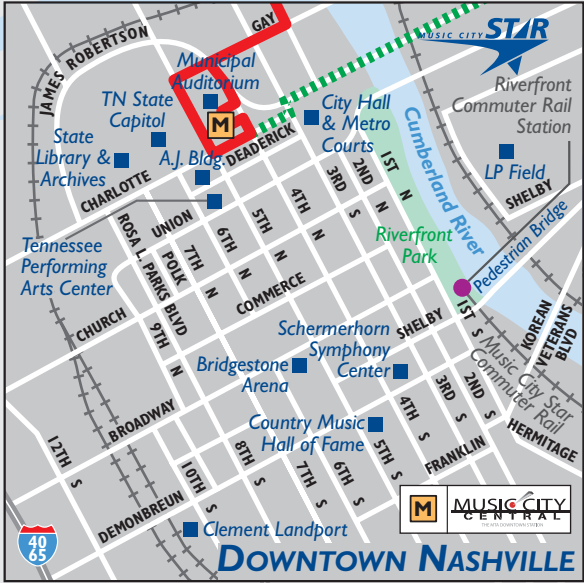 GAY
MUSIC CITY STAR
JAMES ROBERTSON
Municipal
Auditorium
TN State
Capitol
M
City Hall
& Metro
Courts
Riverfront
Commuter Rail
Station
State
Library &
Archives
A.J. Bldg.
DEADERICK
LP Field
CHARLOTTE
SHELBY
Cumberland River
1ST N
2ND N
3RD S
4TH N
5TH N
6TH N
7TH N
UNION
POLK
ROSA L. PARKS BLVD
Tennessee
Performing
Arts Center
Riverfront
Park
Pedestrian Bridge
COMMERCE
CHURCH
9TH N
1ST S
SHELBY
KOREAN
VETERANS
BLVD
Music City Star
Commuter Rail
Schermerhorn
Symphony
Center
Bridgestone
Arena
BROADWAY
Country Music
Hall of Fame
2ND S
3RD S
4TH S
5TH S
6TH S
7TH S
8TH S
10TH S
12TH S
FRANKLIN
HERMITAGE
DEMONBREUN
Clement Landport
M
MUSIC CITY
CENTRAL
THE MTA DOWNTOWN STATION
40
65
DOWNTOWN NASHVILLE